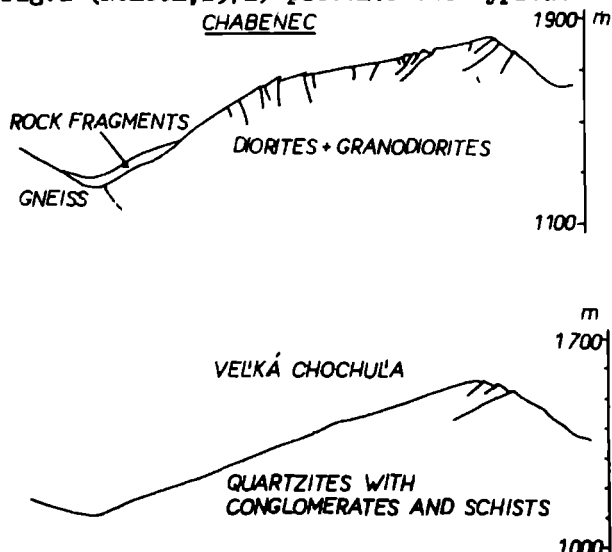 CHABENEC
1900 m
ROCK FRAGMENTS
DIORITES + GRANODIORITES
GNEISS
1100
m
1700
VEĽKÁ CHOCHUĽA
QUARTZITES WITH
CONGLOMERATES AND SCHISTS
1000